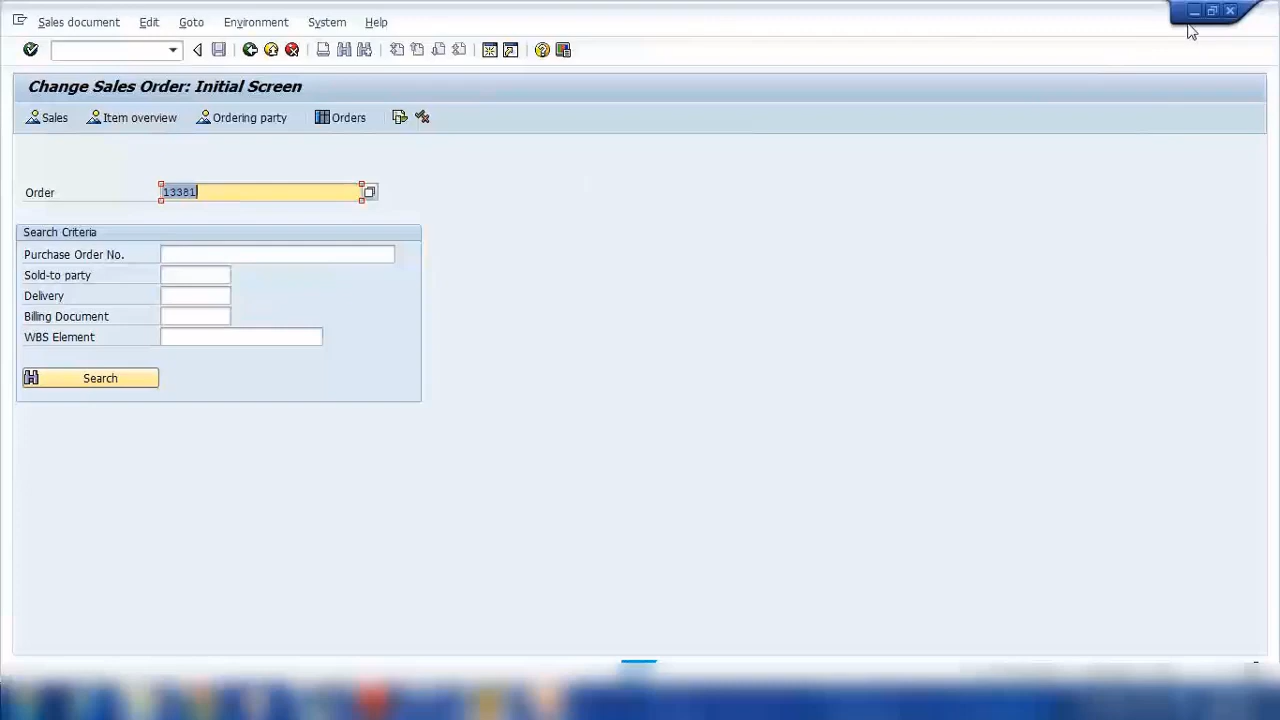 Sales document Edit Goto Environment System Help
Change Sales Order: Initial Screen
Sales Item overview Ordering party Orders
Order 13381
Search Criteria
Purchase Order No.
Sold-to party
Delivery
Billing Document
WBS Element
Search